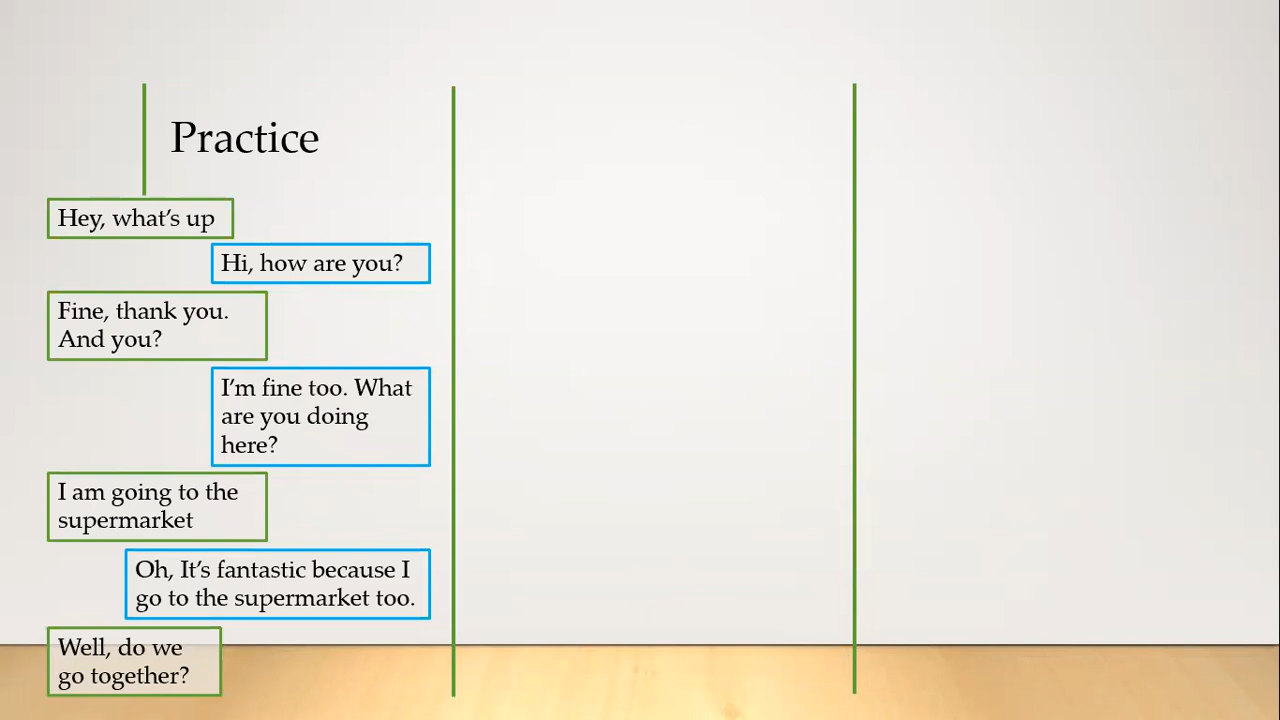 Practice
Hey, what's up
Hi, how are you?
Fine, thank you.
And you?
I'm fine too. What
are you doing
here?
I am going to the
supermarket
Oh, It's fantastic because I
go to the supermarket too.
Well, do we
go together?